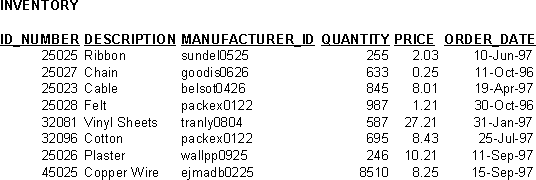 INVENTORY
ID_NUMBER DESCRIPTION MANUFACTURER_ID QUANTITY PRICE ORDER_DATE
25025 Ribbon sundel0525 255 2.03 10-Jun-97
25027 Chain goodis0626 633 0.25 11-Oct-96
25023 Cable belsot0426 845 8.01 19-Apr-97
25028 Felt packex0122 987 1.21 30-Oct-96
32081 Vinyl Sheets tranly0804 587 27.21 31-Jan-97
32096 Cotton packex0122 695 8.43 25-Jul-97
25026 Plaster wallpp0925 246 10.21 11-Sep-97
45025 Copper Wire ejmadb0225 8510 8.25 15-Sep-97